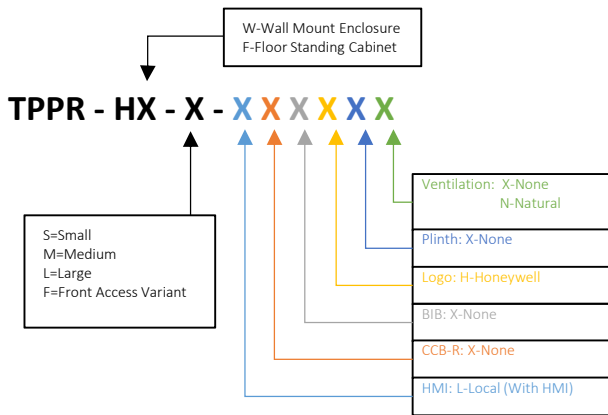 W-Wall Mount Enclosure
F-Floor Standing Cabinet
TPPR - HX - X - X X X X X X
S=Small
M=Medium
L=Large
F=Front Access Variant
Ventilation: X-None
N-Natural
Plinth: X-None
Logo: H-Honeywell
BIB: X-None
CCB-R: X-None
HMI: L-Local (With HMI)